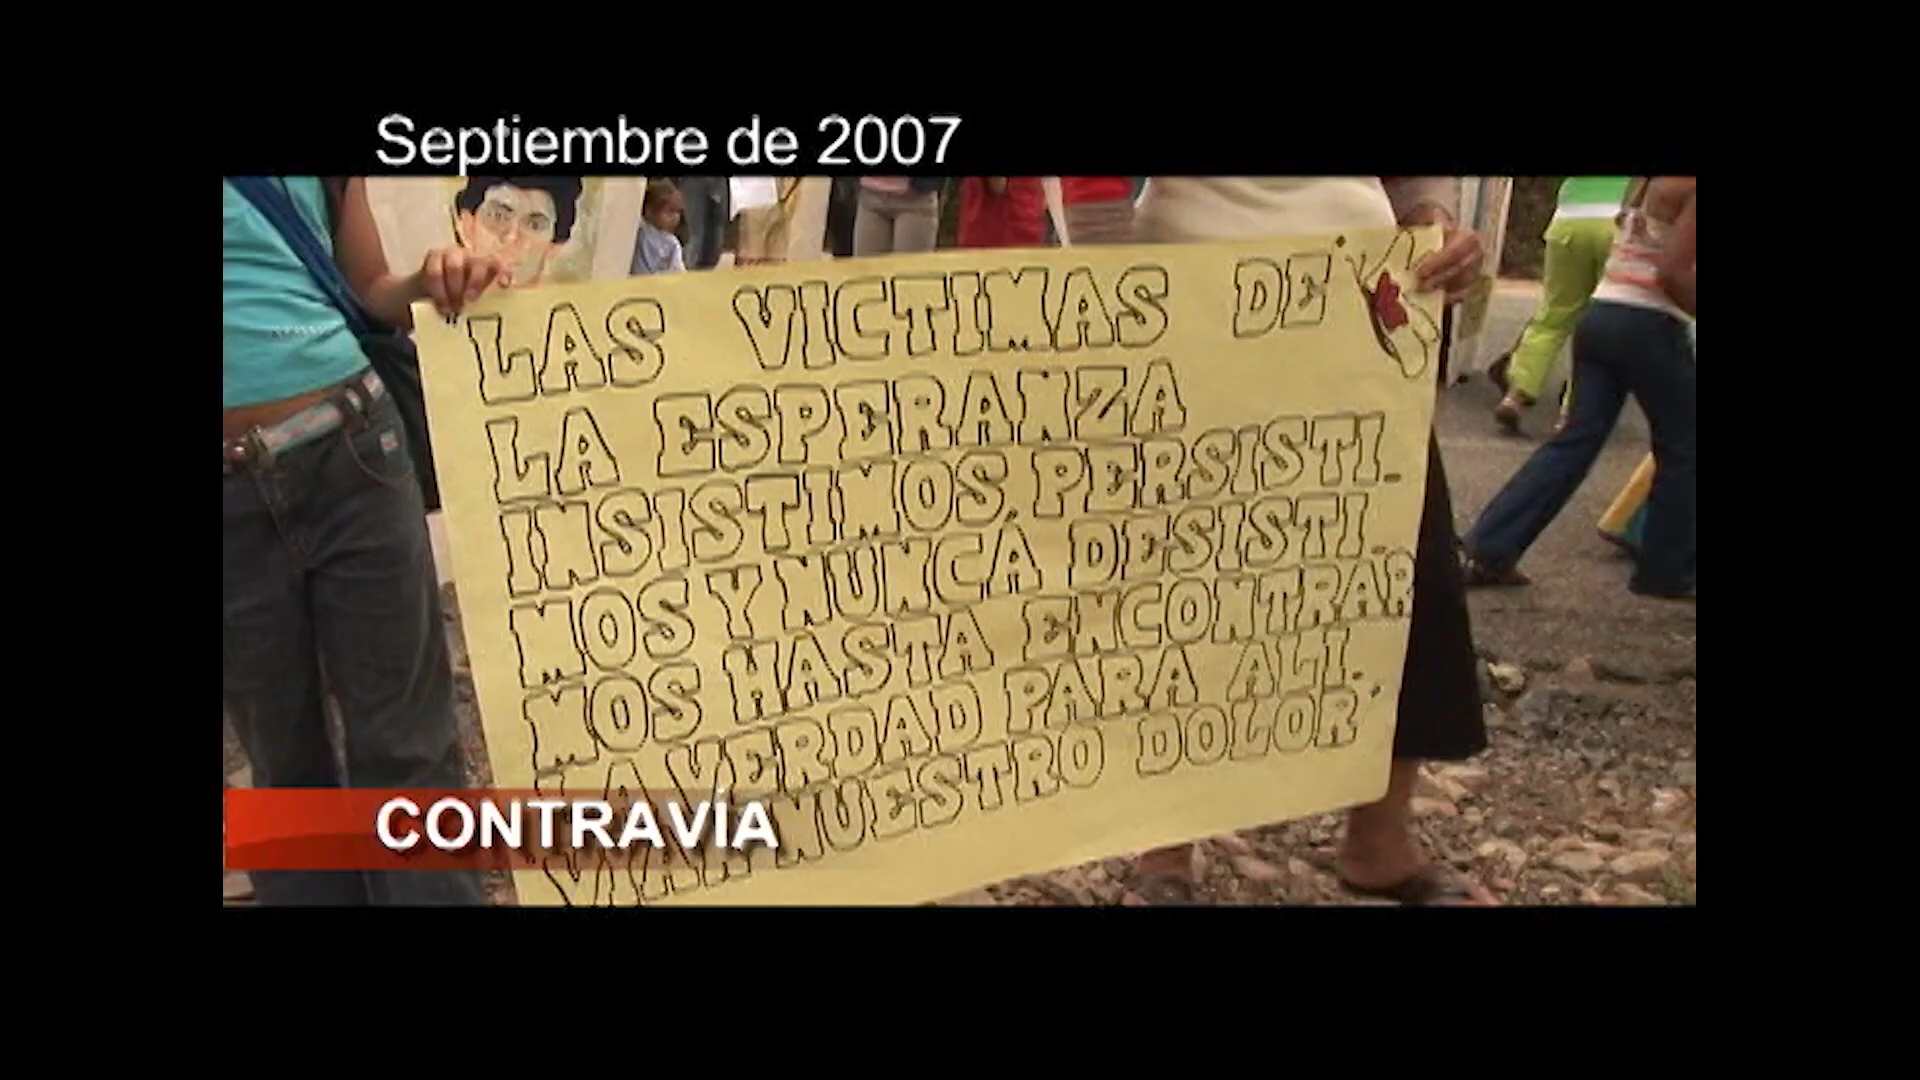 Septiembre de 2007
"LAS VICTIMAS DE
LA ESPERANZA
INSISTIMOS, PERSISTI-
MOS Y NUNCA DESISTI-
MOS HASTA ENCONTRAR
LA VERDAD PARA ALI-
VIAR NUESTRO DOLOR"
CONTRAVÍA